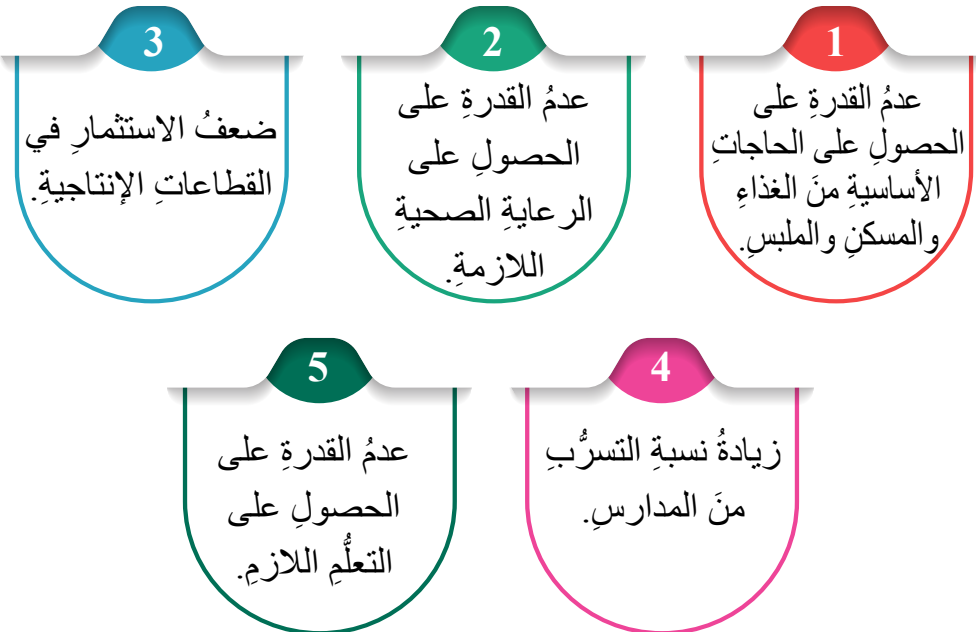 1
عدمُ القدرةِ على
الحصولِ على الحاجاتِ
الأساسيةِ منَ الغذاءِ
والمسكنِ والملبسِ.
2
عدمُ القدرةِ على
الحصولِ على
الرعايةِ الصحيةِ
اللازمةِ.
3
ضعفُ الاستثمارِ في
القطاعاتِ الإنتاجيةِ.
4
زيادةُ نسبةِ التسرُّبِ
منَ المدارسِ.
5
عدمُ القدرةِ على
الحصولِ على
التعلُّمِ اللازمِ.